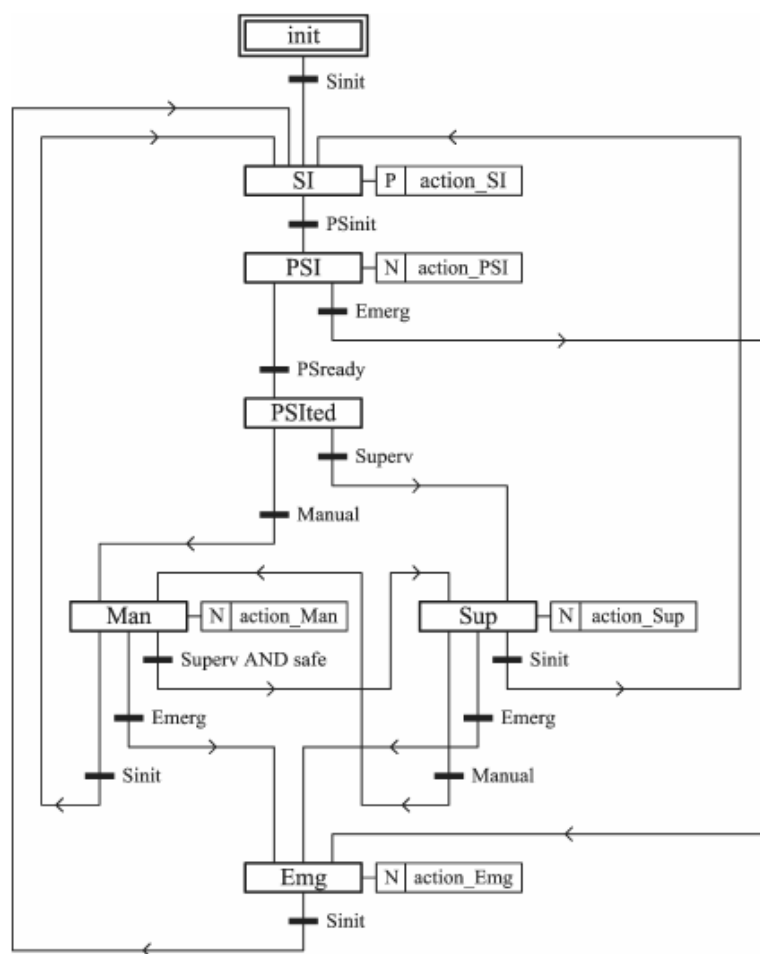 init
Sinit
SI P action_SI
PSinit
PSI N action_PSI
Emerg
PSready
PSIted
Superv
Manual
Man N action_Man Sup N action_Sup
Superv AND safe Sinit
Emerg Emerg
Sinit Manual
Emg N action_Emg
Sinit